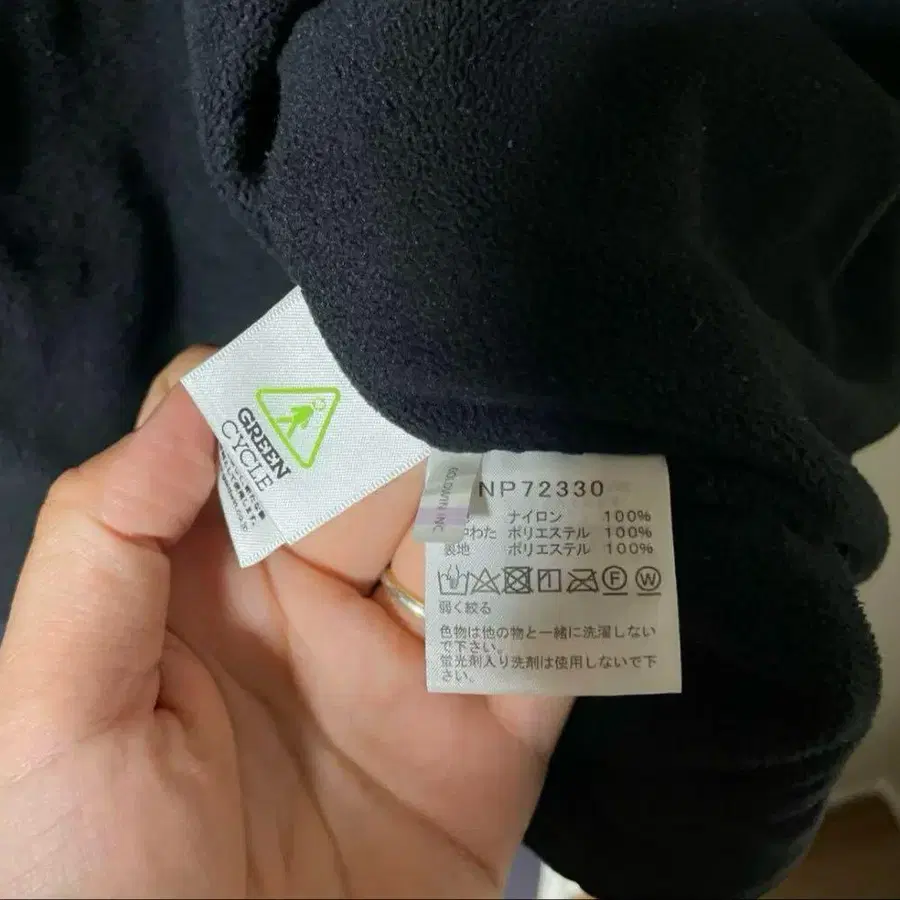 GREEN
CYCLE
GOLDWIN INC
NP72330
ナイロン 100%
中わた ポリエステル 100%
裏地 ポリエステル 100%
F W
弱く絞る
色物は他の物と一緒に洗濯しない
で下さい。
蛍光剤入り洗剤は使用しないで下
さい。